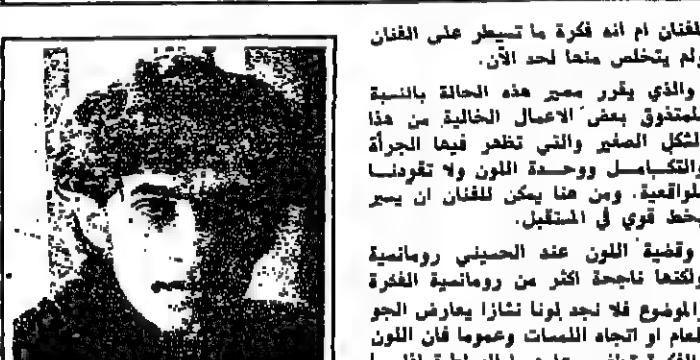 للفنان ام انه فكرة ما تسيطر على الفنان
ولم يتخلص منها لحد الآن.
والذي يقرر مصير هذه الحالة بالنسبة
للمتذوق بعض الاعمال الخالية من هذا
الشكل الصغير والتي تظهر فيها الجرأة
والتكامل ووحدة اللون ولا تقودنا
للواقعية. ومن هنا يمكن للفنان ان يسير
بخط قوي في المستقبل.
وقضية اللون عند الحسيني رومانسية
ولكنها ناجحة اكثر من رومانسية الفكرة
والموضوع فلا نجد لونا نشازا يعارض الجو
العام او اتجاه اللمسات وعموما فان اللون